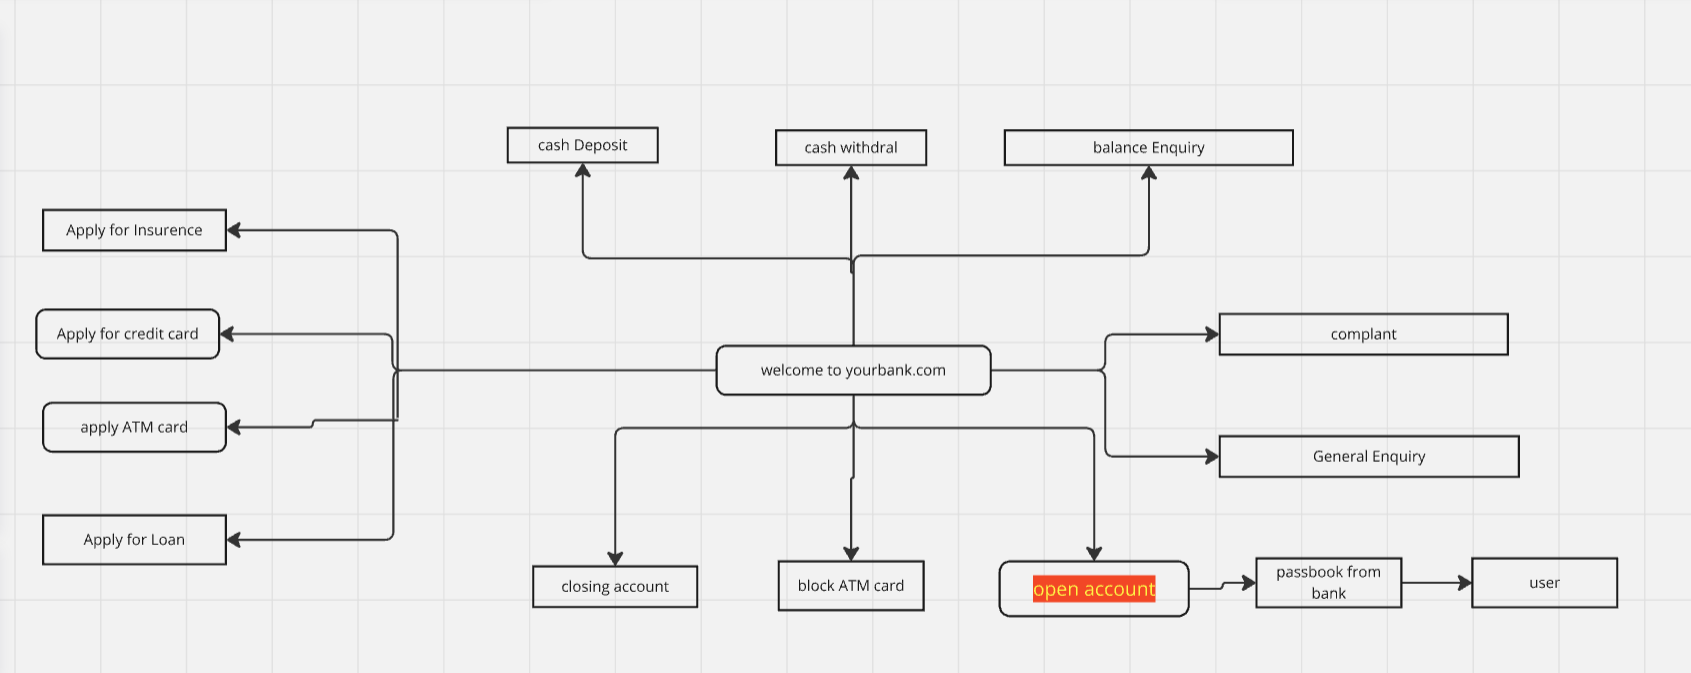 cash Deposit
cash withdral
balance Enquiry
Apply for Insurence
Apply for credit card
complant
welcome to yourbank.com
apply ATM card
General Enquiry
Apply for Loan
closing account
block ATM card
open account
passbook from
bank
user